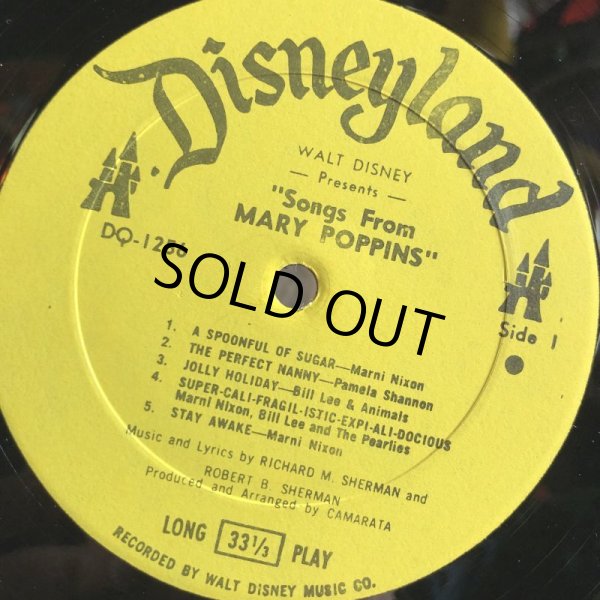 Disneyland
WALT DISNEY
— Presents —
"Songs From
MARY POPPINS"
DQ-1256
Side 1
SOLD OUT
1. A SPOONFUL OF SUGAR—Marni Nixon
2. THE PERFECT NANNY—Pamela Shannon
3. JOLLY HOLIDAY—Bill Lee & Animals
4. SUPER-CALI-FRAGIL-ISTIC-EXPI-ALI-DOCIOUS
Marni Nixon, Bill Lee and The Pearlies
5. STAY AWAKE—Marni Nixon
Music and Lyrics by RICHARD M. SHERMAN and
ROBERT B. SHERMAN
Produced and Arranged by CAMARATA
LONG 33⅓ PLAY
RECORDED BY WALT DISNEY MUSIC CO.